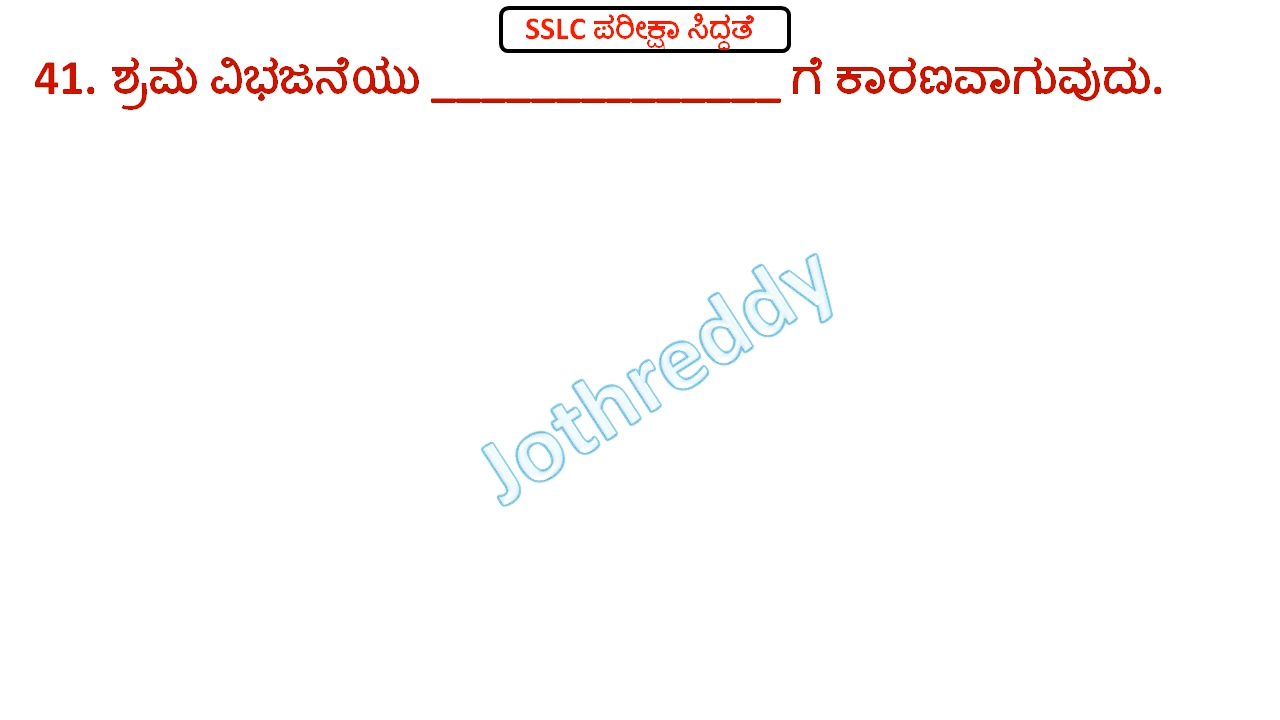 SSLC ಪರೀಕ್ಷಾ ಸಿದ್ಧತೆ
41. ಶ್ರಮ ವಿಭಜನೆಯು ______________ ಗೆ ಕಾರಣವಾಗುವುದು.
Jothreddy